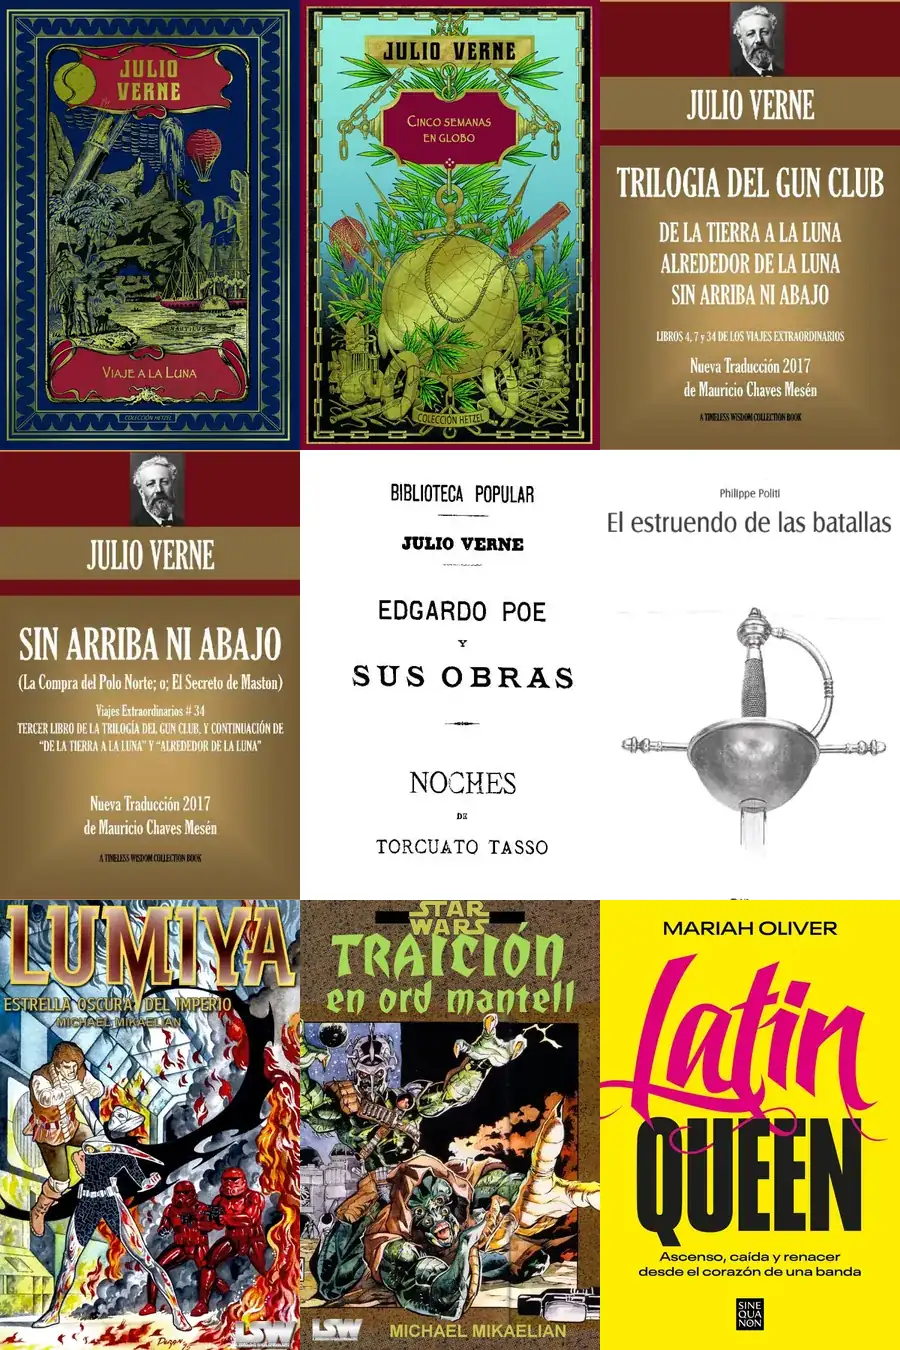 JULIO
VERNE
NAUTILUS
VIAJE A LA LUNA
COLECCIÓN HETZEL
JULIO VERNE
CINCO SEMANAS
EN GLOBO
COLECCIÓN HETZEL
JULIO VERNE
TRILOGIA DEL GUN CLUB
DE LA TIERRA A LA LUNA
ALREDEDOR DE LA LUNA
SIN ARRIBA NI ABAJO
LIBROS 4, 7 y 34 DE LOS VIAJES EXTRAORDINARIOS
Nueva Traducción 2017
de Mauricio Chaves Mesén
A TIMELESS WISDOM COLLECTION BOOK
JULIO VERNE
SIN ARRIBA NI ABAJO
(La Compra del Polo Norte; o; El Secreto de Maston)
Viajes Extraordinarios # 34
TERCER LIBRO DE LA TRILOGÍA DEL GUN CLUB, Y CONTINUACIÓN DE
“DE LA TIERRA A LA LUNA” Y “ALREDEDOR DE LA LUNA”
Nueva Traducción 2017
de Mauricio Chaves Mesén
A TIMELESS WISDOM COLLECTION BOOK
BIBLIOTECA POPULAR
JULIO VERNE
EDGARDO POE
Y
SUS OBRAS
NOCHES
DE
TORCUATO TASSO
Philippe Politi
El estruendo de las batallas
LUMIYA
ESTRELLA OSCURA DEL IMPERIO
MICHAEL MIKAELIAN
LSW
STAR
WARS
TRAICIÓN
en ord mantell
LSW
MICHAEL MIKAELIAN
MARIAH OLIVER
Latin
QUEEN
Ascenso, caída y renacer
desde el corazón de una banda
SINE
QUA
NON